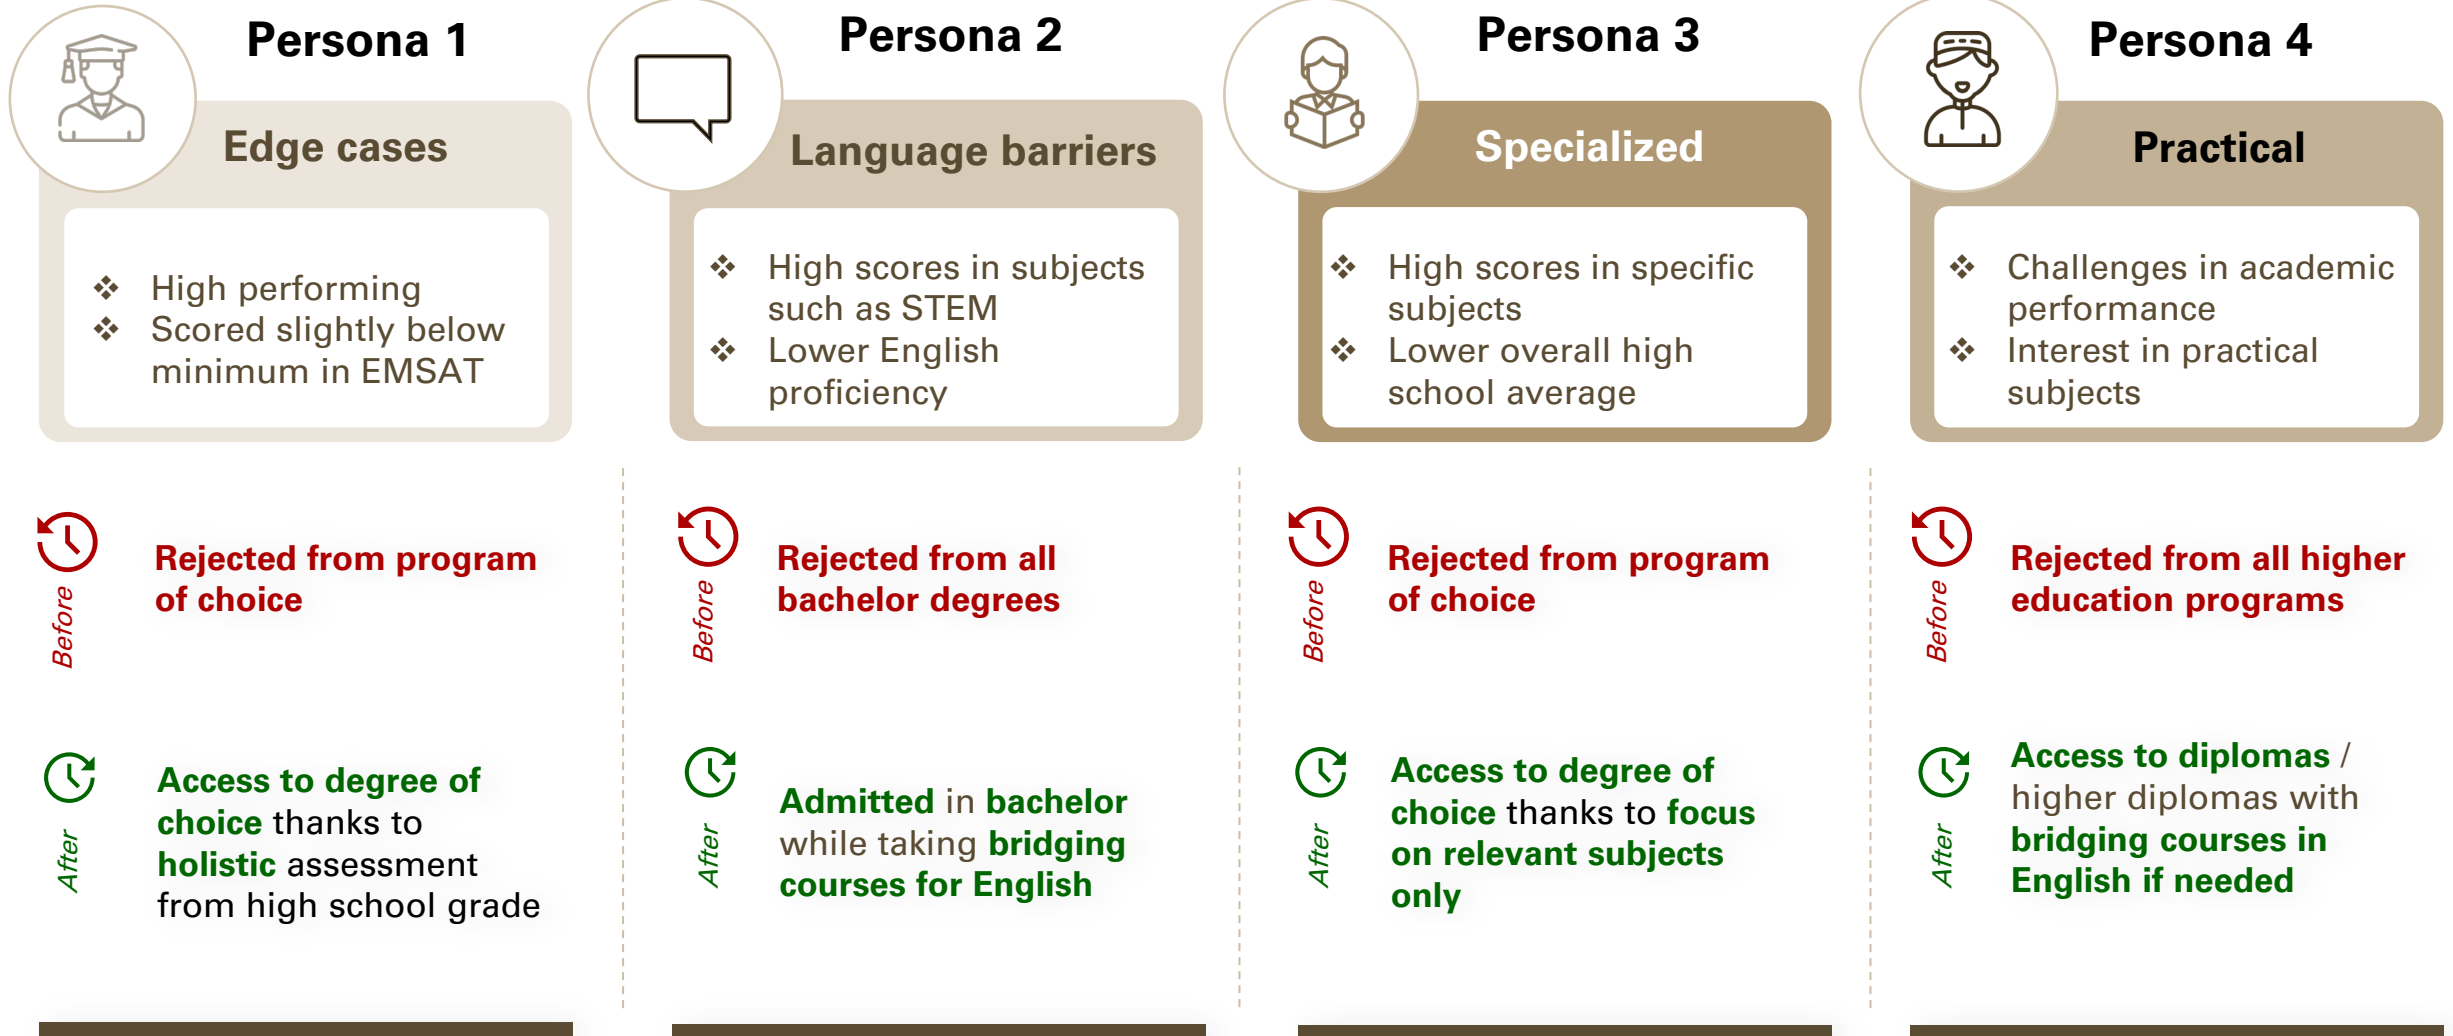 Persona 1
Edge cases
❖ High performing
❖ Scored slightly below
minimum in EMSAT
Before
Rejected from program
of choice
After
Access to degree of
choice thanks to
holistic assessment
from high school grade
Persona 2
Language barriers
❖ High scores in subjects
such as STEM
❖ Lower English
proficiency
Before
Rejected from all
bachelor degrees
After
Admitted in bachelor
while taking bridging
courses for English
Persona 3
Specialized
❖ High scores in specific
subjects
❖ Lower overall high
school average
Before
Rejected from program
of choice
After
Access to degree of
choice thanks to focus
on relevant subjects
only
Persona 4
Practical
❖ Challenges in academic
performance
❖ Interest in practical
subjects
Before
Rejected from all higher
education programs
After
Access to diplomas /
higher diplomas with
bridging courses in
English if needed